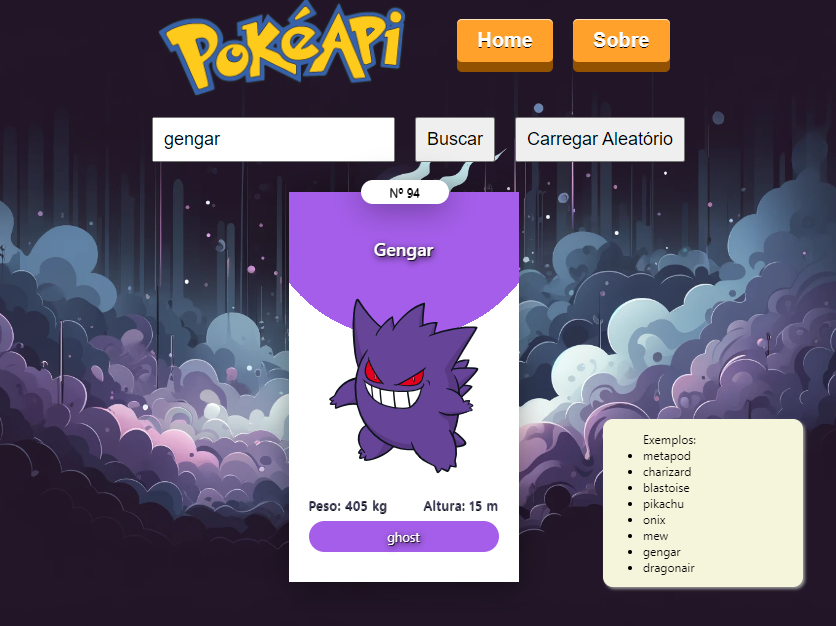 PokéApi
Home
Sobre
gengar
Buscar
Carregar Aleatório
Nº 94
Gengar
Peso: 405 kg
Altura: 15 m
ghost
Exemplos:
metapod
charizard
blastoise
pikachu
onix
mew
gengar
dragonair